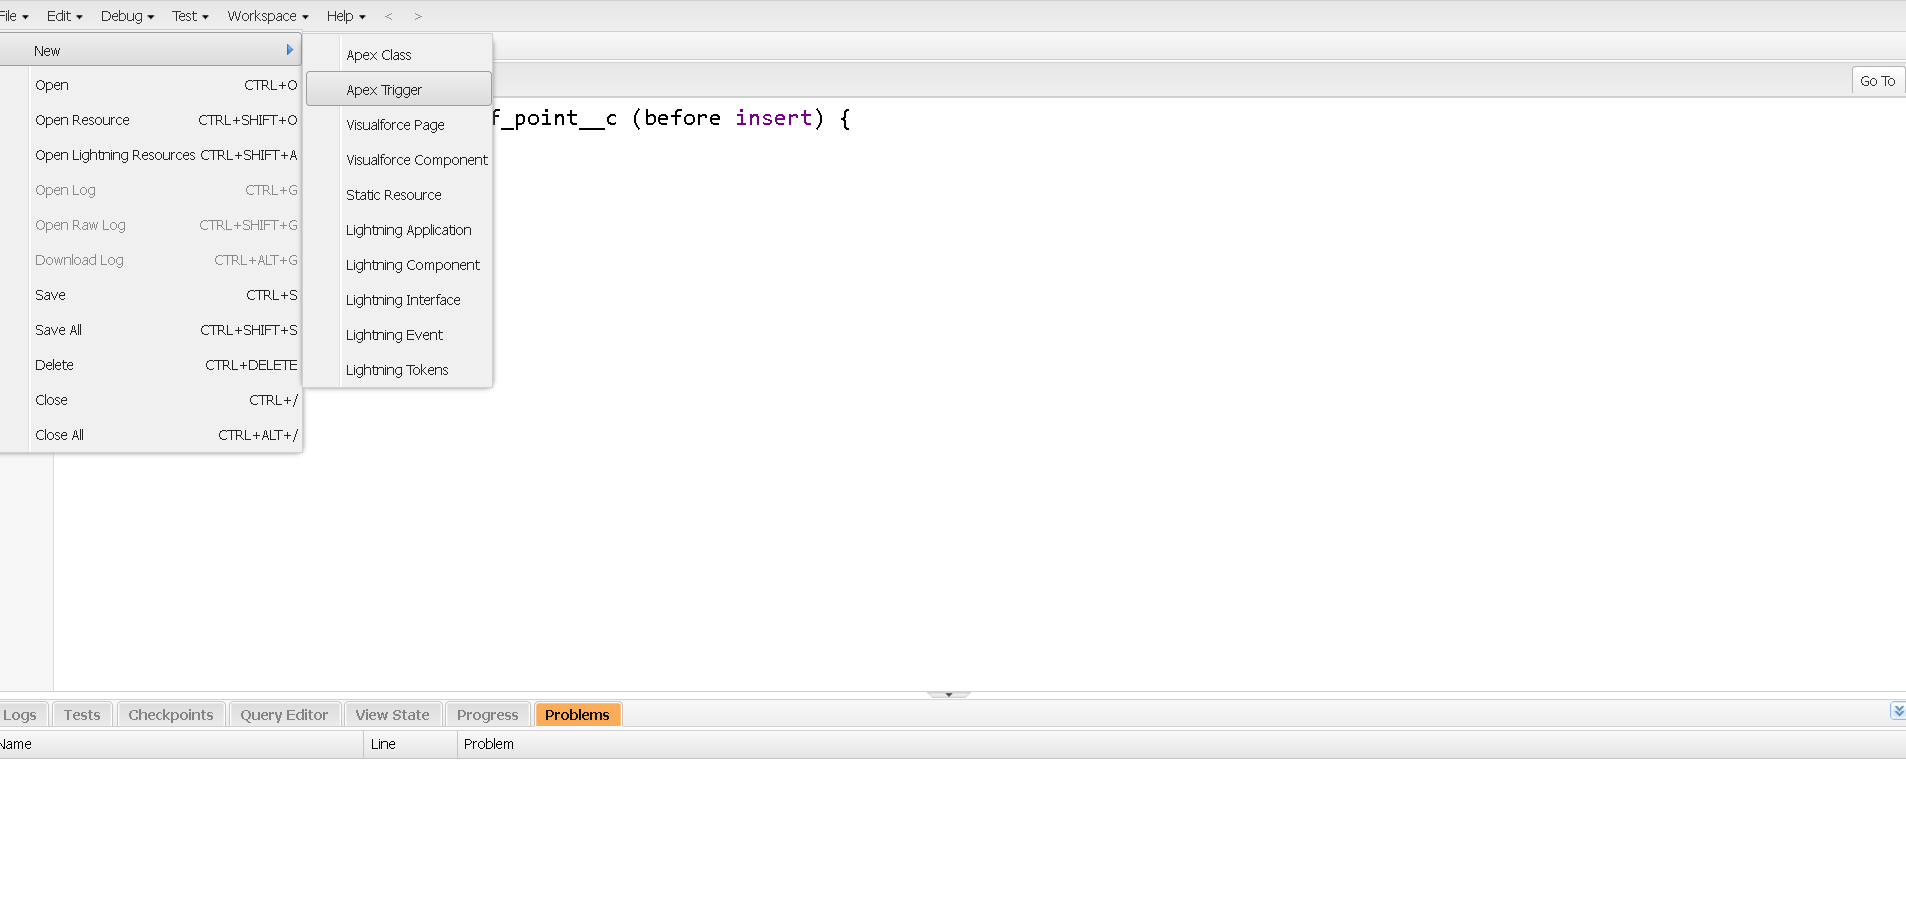 File Edit Debug Test Workspace Help < >
New
Open CTRL+O
Open Resource CTRL+SHIFT+O
Open Lightning Resources CTRL+SHIFT+A
Open Log CTRL+G
Open Raw Log CTRL+SHIFT+G
Download Log CTRL+ALT+G
Save CTRL+S
Save All CTRL+SHIFT+S
Delete CTRL+DELETE
Close CTRL+/
Close All CTRL+ALT+/
Apex Class
Apex Trigger
Visualforce Page
Visualforce Component
Static Resource
Lightning Application
Lightning Component
Lightning Interface
Lightning Event
Lightning Tokens
Go To
f_point__c (before insert) {
Logs Tests Checkpoints Query Editor View State Progress Problems
Name Line Problem